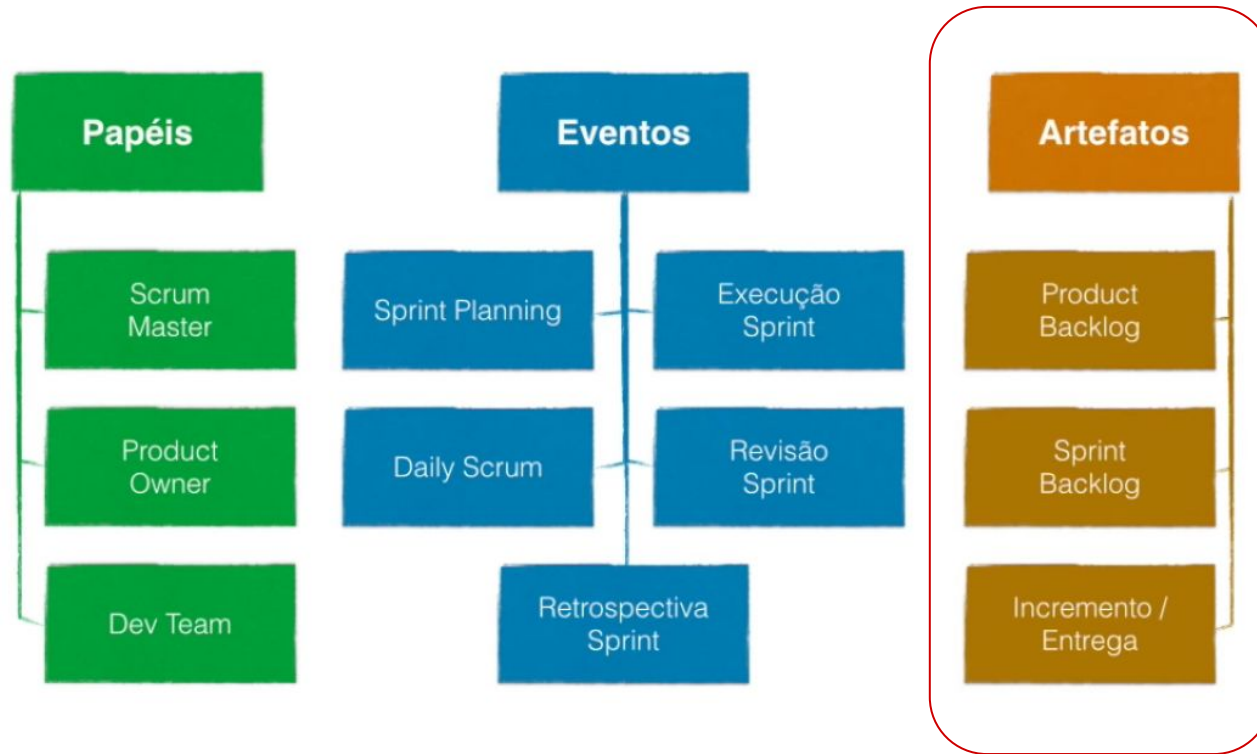 Papéis
Scrum
Master
Product
Owner
Dev Team
Eventos
Sprint Planning
Execução
Sprint
Daily Scrum
Revisão
Sprint
Retrospectiva
Sprint
Artefatos
Product
Backlog
Sprint
Backlog
Incremento /
Entrega